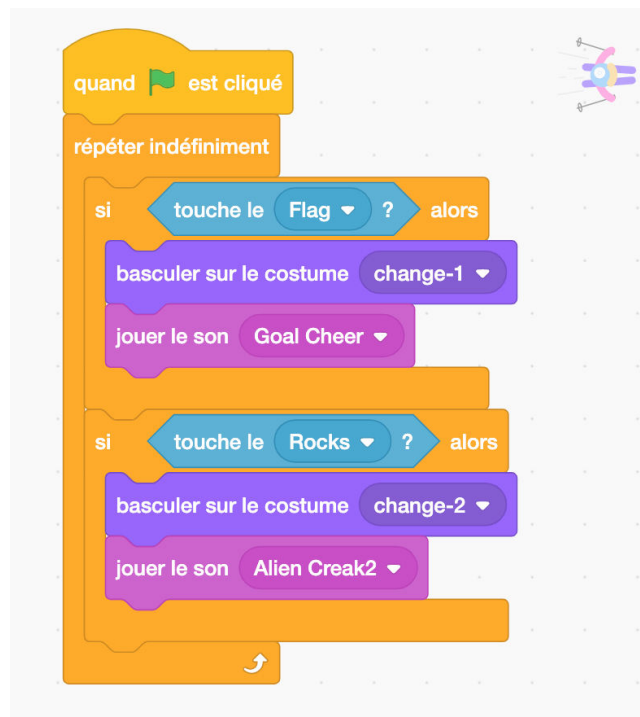 quand est cliqué
répéter indéfiniment
si touche le Flag ? alors
basculer sur le costume change-1
jouer le son Goal Cheer
si touche le Rocks ? alors
basculer sur le costume change-2
jouer le son Alien Creak2